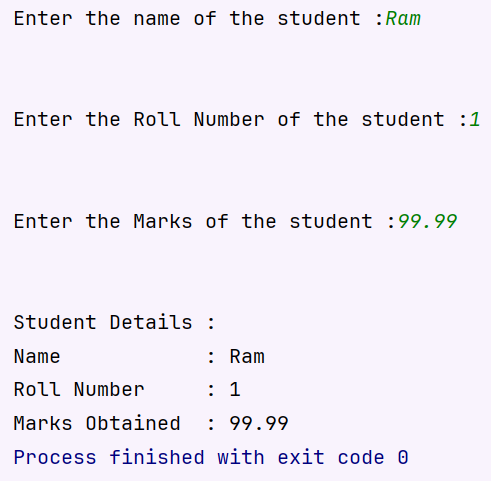 Enter the name of the student :Ram
Enter the Roll Number of the student :1
Enter the Marks of the student :99.99
Student Details :
Name            : Ram
Roll Number     : 1
Marks Obtained  : 99.99
Process finished with exit code 0